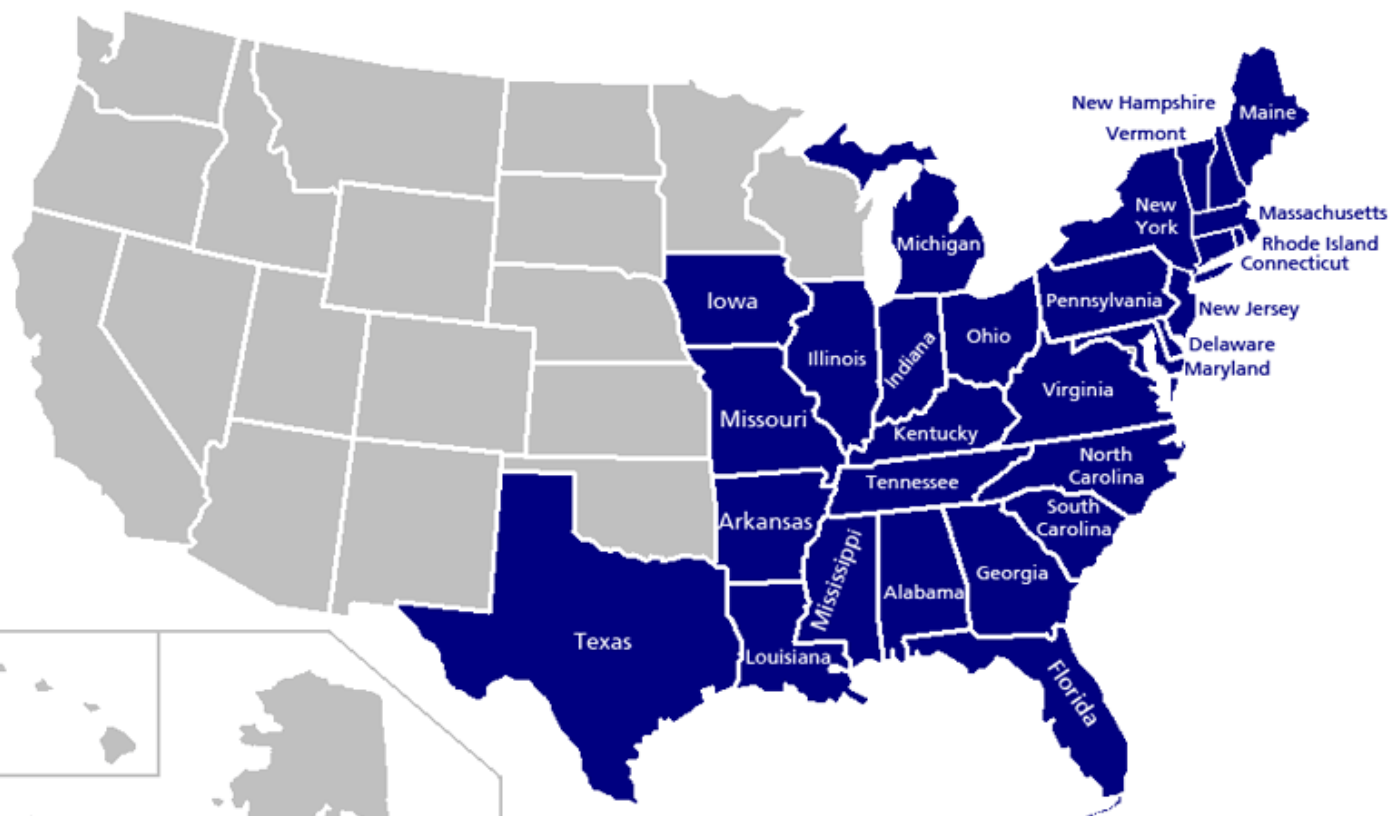 New Hampshire
Maine
Vermont
New
York
Massachusetts
Michigan
Rhode Island
Connecticut
Iowa
Pennsylvania
New Jersey
Ohio
Delaware
Illinois
Indiana
Maryland
Virginia
Missouri
Kentucky
North
Carolina
Tennessee
South
Carolina
Arkansas
Mississippi
Georgia
Alabama
Texas
Louisiana
Florida